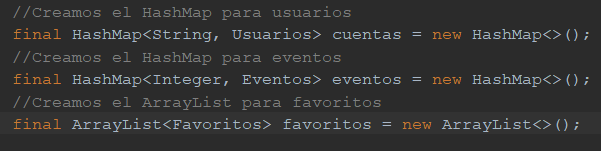 //Creamos el HashMap para usuarios
final HashMap<String, Usuarios> cuentas = new HashMap<>();
//Creamos el HashMap para eventos
final HashMap<Integer, Eventos> eventos = new HashMap<>();
//Creamos el ArrayList para favoritos
final ArrayList<Favoritos> favoritos = new ArrayList<>();